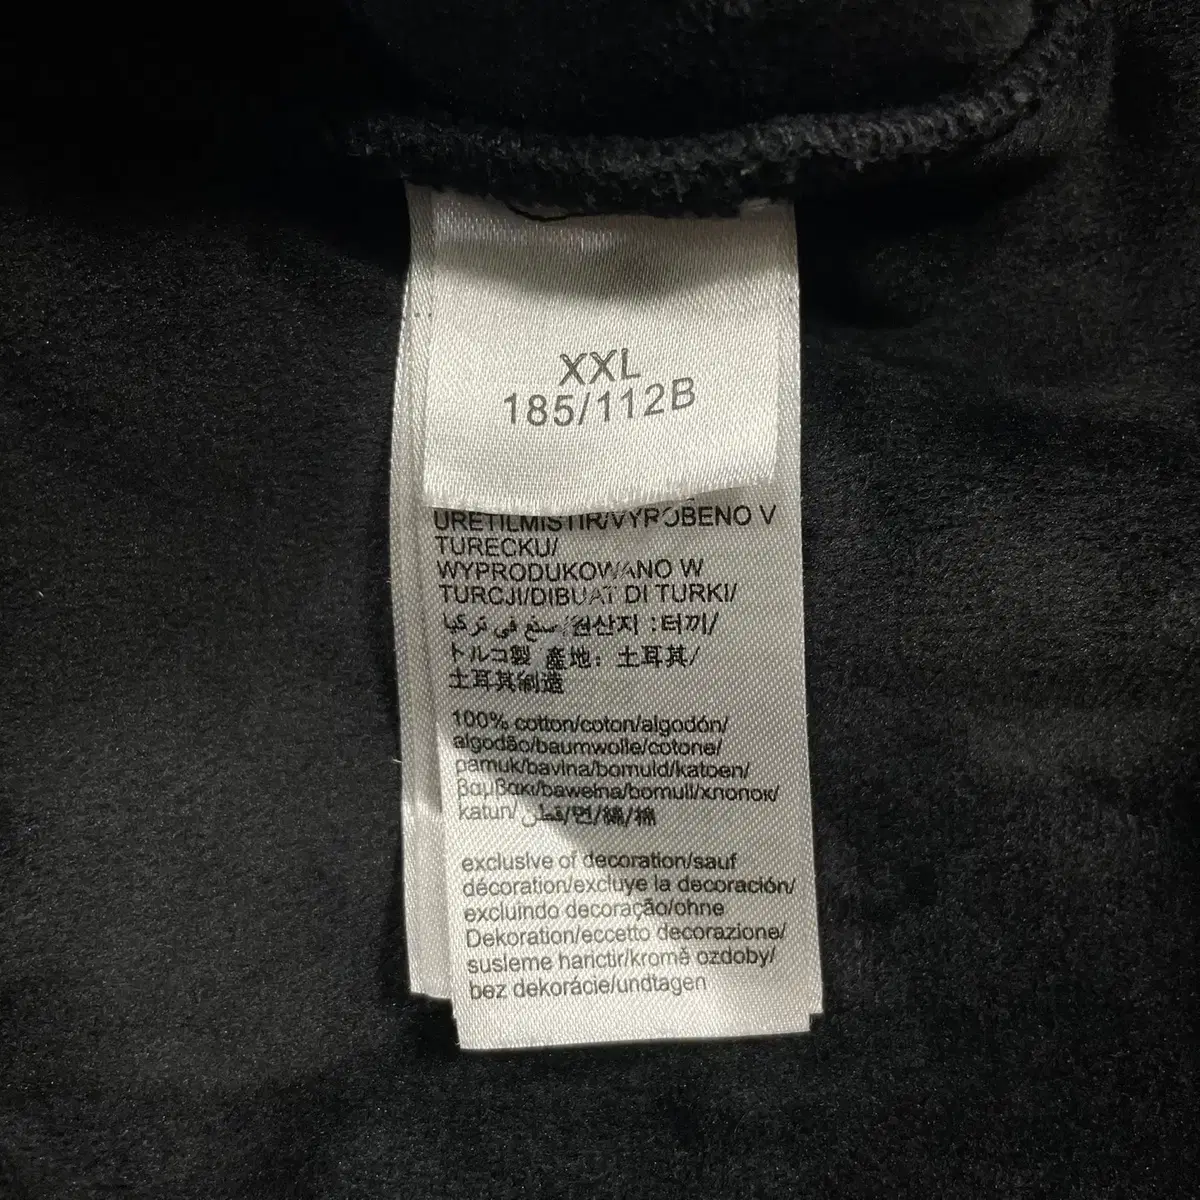 XXL
185/112B
URETILMISTIR/VYROBENO V
TURECKU/
WYPRODUKOWANO W
TURCJI/DIBUAT DI TURKI/
صنع في تركيا/원산지 :터키/
トルコ製 產地: 土耳其/
土耳其制造
100% cotton/coton/algodón/
algodão/baumwolle/cotone/
pamuk/bavlna/bomuld/katoen/
βαμβακι/bawełna/bomull/хлопок/
katun/قطن/면/綿/棉
exclusive of decoration/sauf
décoration/excluye la decoración/
excluindo decoração/ohne
Dekoration/eccetto decorazione/
susleme harictir/kromě ozdoby/
bez dekorácie/undtagen